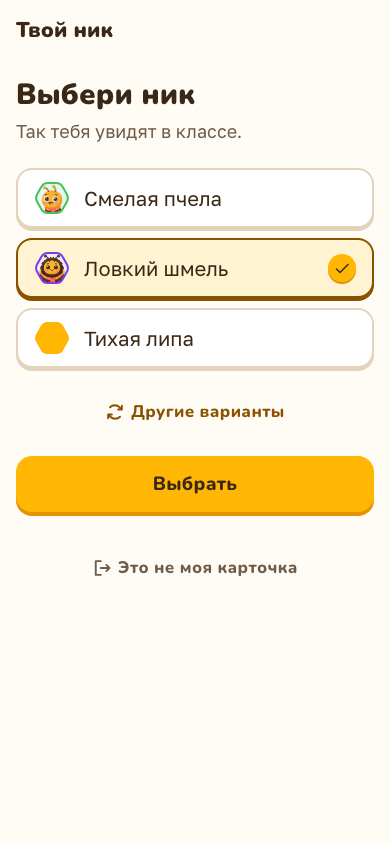 Твой ник
Выбери ник
Так тебя увидят в классе.
Смелая пчела
Ловкий шмель
Тихая липа
Другие варианты
Выбрать
Это не моя карточка